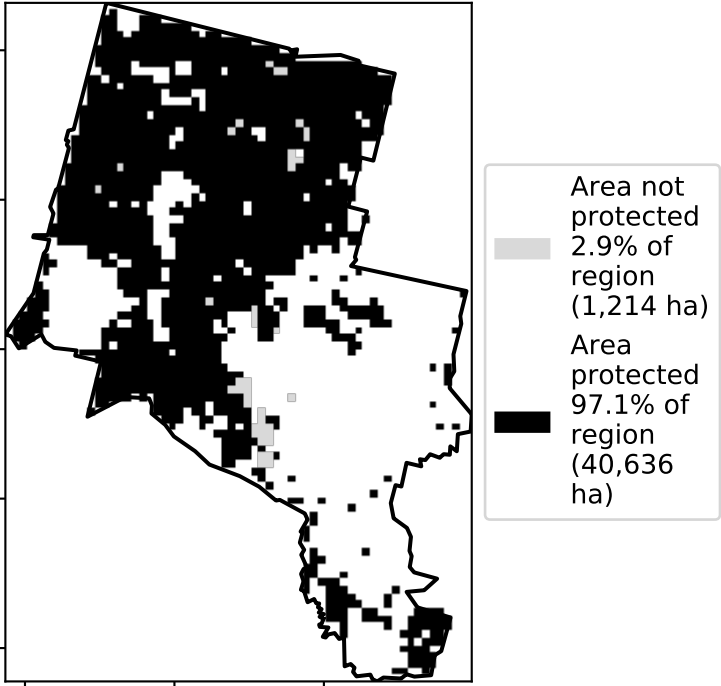 Area not
protected
2.9% of
region
(1,214 ha)
Area
protected
97.1% of
region
(40,636
ha)